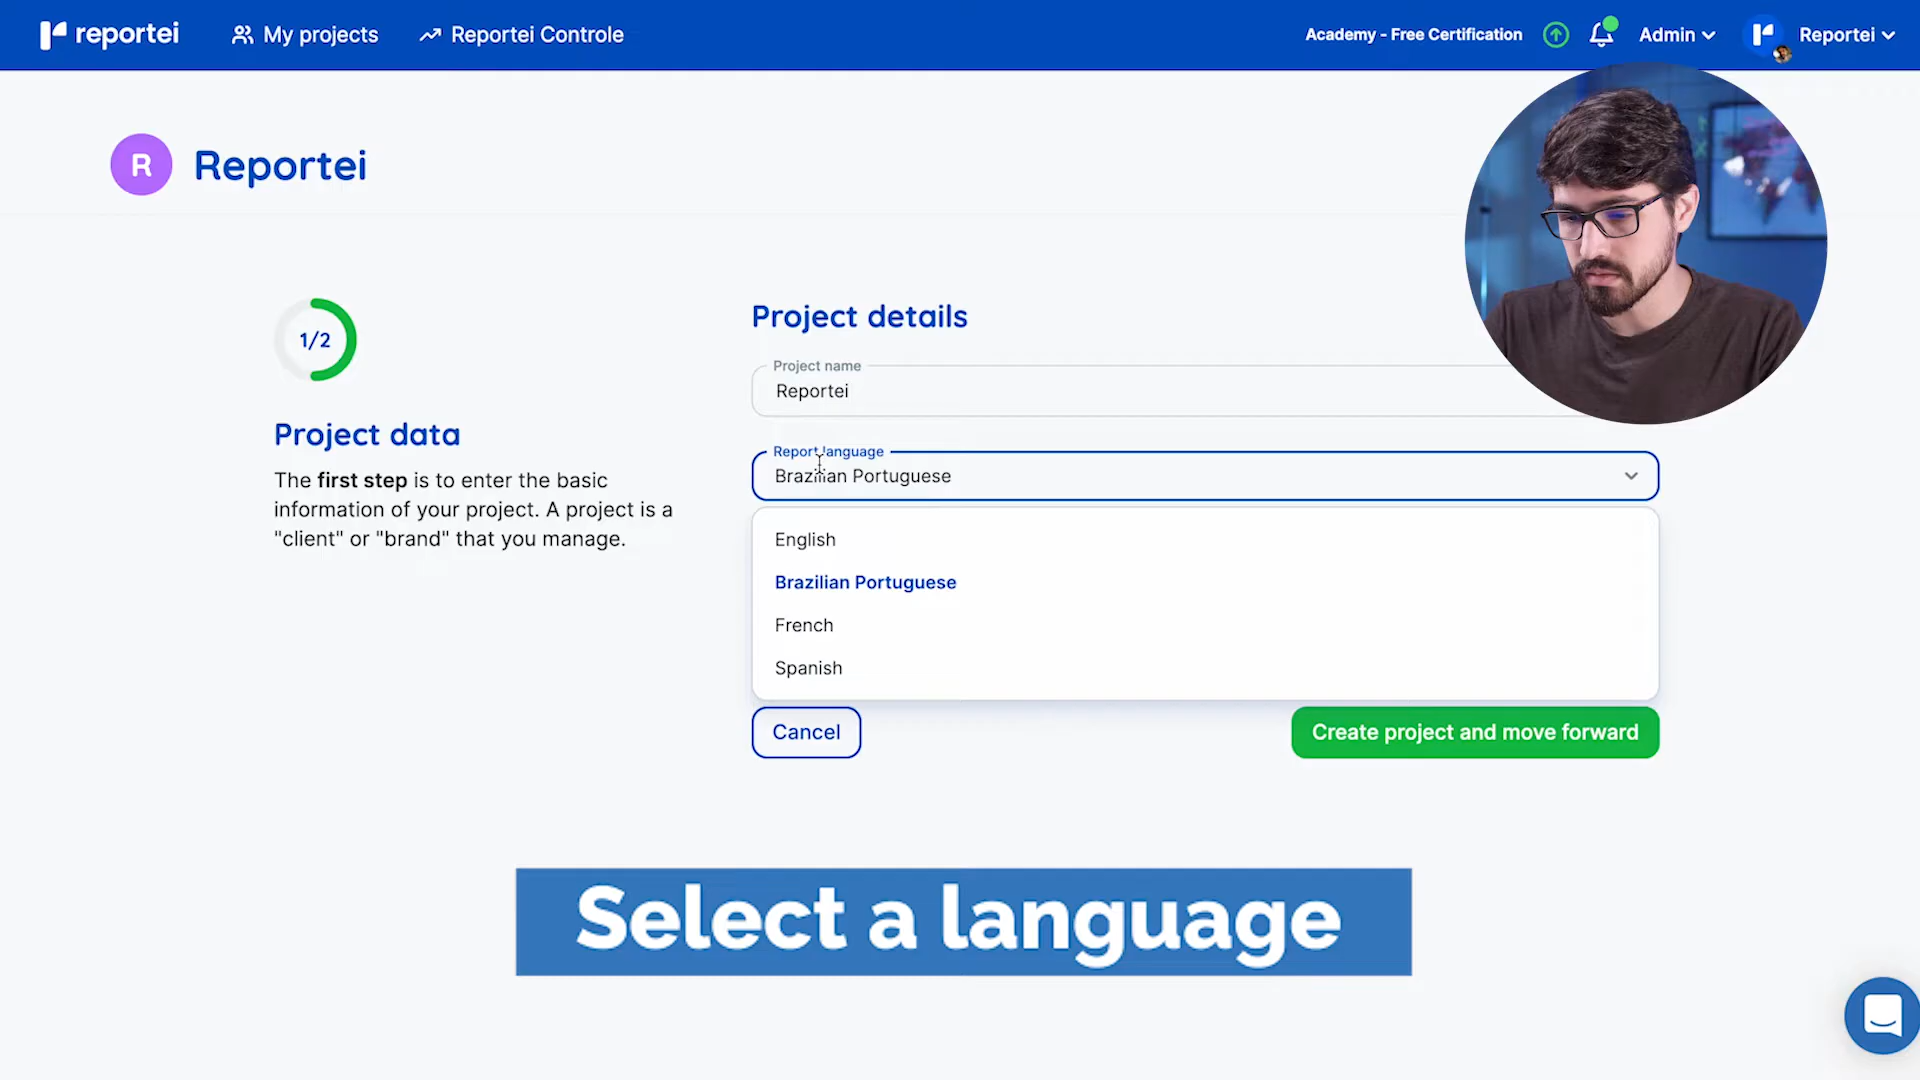 reportei
My projects
Reportei Controle
Academy - Free Certification
Admin
Reportei
R
Reportei
1/2
Project data
The first step is to enter the basic
information of your project. A project is a
"client" or "brand" that you manage.
Project details
Project name
Reportei
Report language
Brazilian Portuguese
English
Brazilian Portuguese
French
Spanish
Cancel
Create project and move forward
Select a language